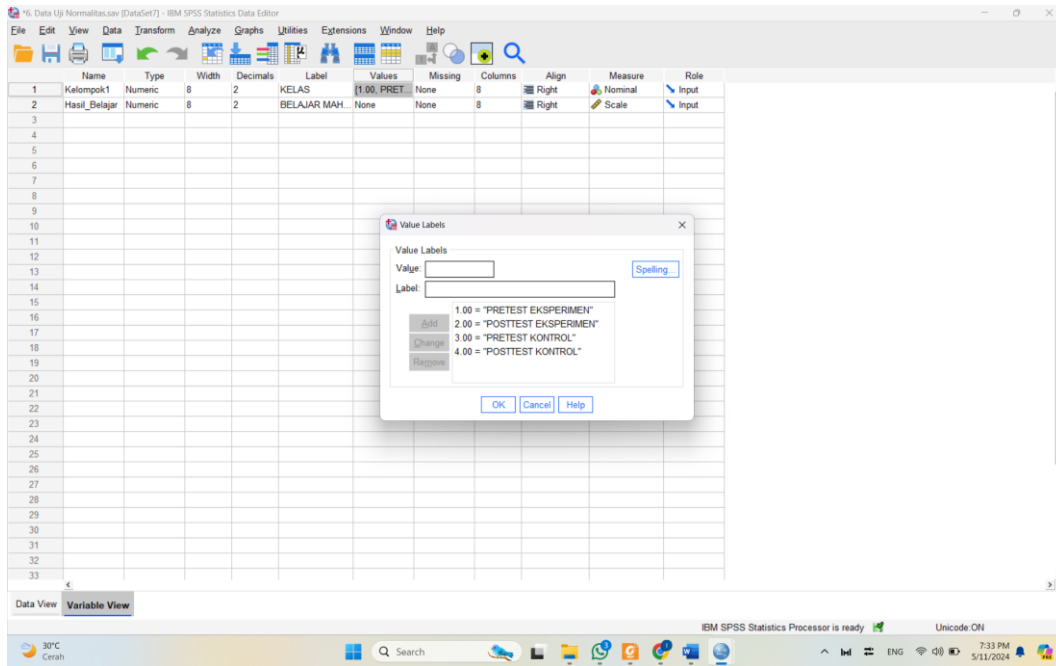 *6. Data Uji Normalitas.sav [DataSet7] - IBM SPSS Statistics Data Editor
File Edit View Data Transform Analyze Graphs Utilities Extensions Window Help
Name Type Width Decimals Label Values Missing Columns Align Measure Role
1 Kelompok1 Numeric 8 2 KELAS {1.00, PRET... None 8 Right Nominal Input
2 Hasil_Belajar Numeric 8 2 BELAJAR MAH... None None 8 Right Scale Input
3
4
5
6
7
8
9
10
11
12
13
14
15
16
17
18
19
20
21
22
23
24
25
26
27
28
29
30
31
32
33
Value Labels
Value Labels
Value:
Spelling...
Label:
Add
Change
Remove
1.00 = "PRETEST EKSPERIMEN"
2.00 = "POSTTEST EKSPERIMEN"
3.00 = "PRETEST KONTROL"
4.00 = "POSTTEST KONTROL"
OK Cancel Help
Data View Variable View
IBM SPSS Statistics Processor is ready Unicode:ON
30°C
Cerah
Search
ENG
7:33 PM
5/11/2024